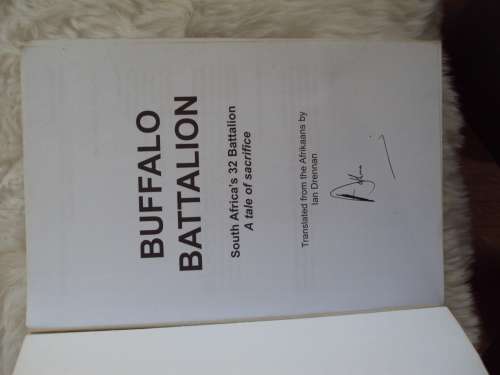 BUFFALO
BATTALION
South Africa's 32 Battalion
A tale of sacrifice
Translated from the Afrikaans by
Ian Drennan